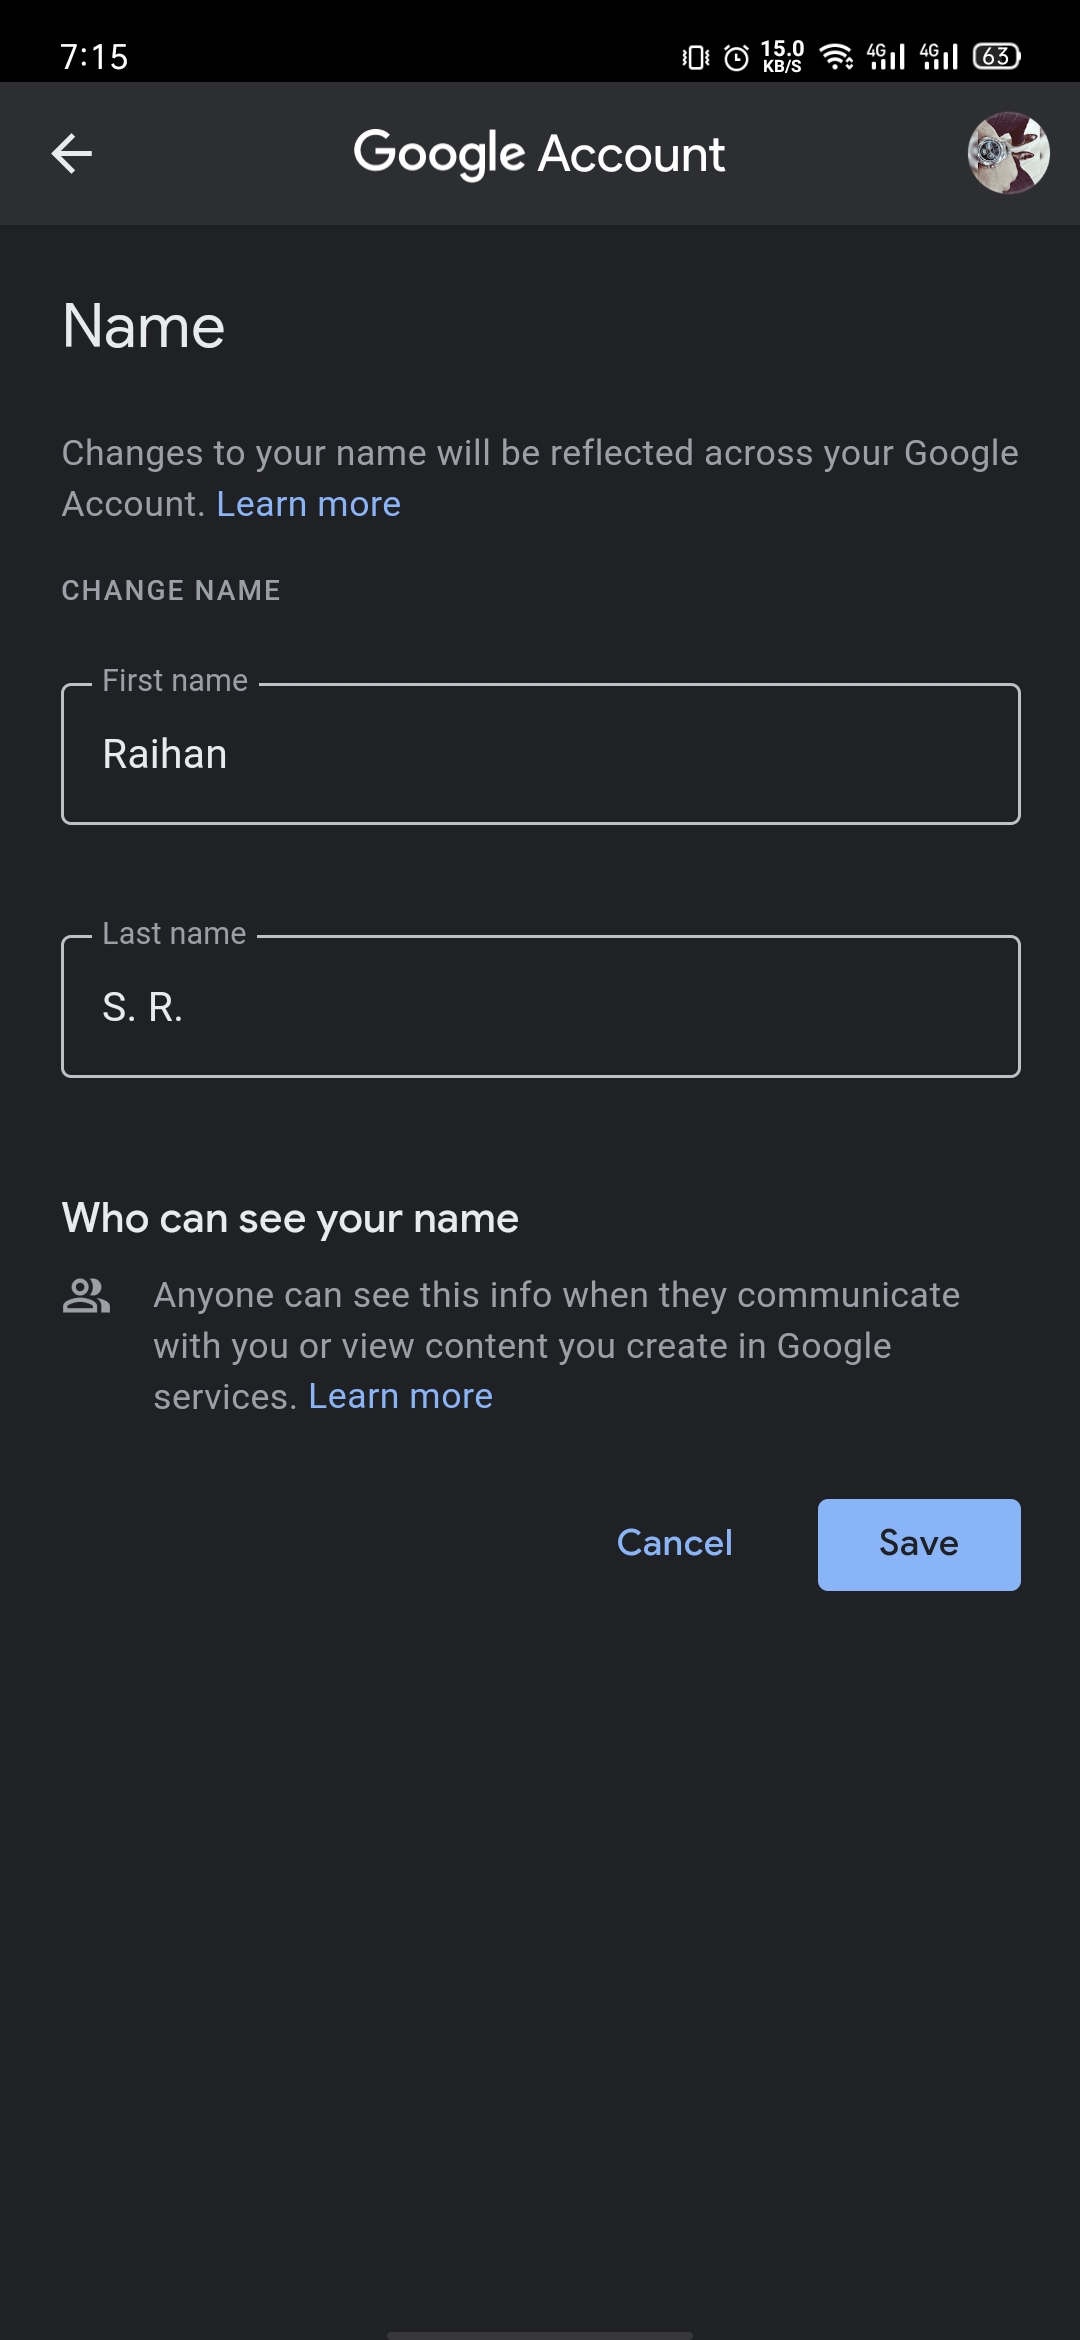 7:15
15.0
KB/S
4G
4G
63
Google Account
Name
Changes to your name will be reflected across your Google
Account. Learn more
CHANGE NAME
First name
Raihan
Last name
S. R.
Who can see your name
Anyone can see this info when they communicate
with you or view content you create in Google
services. Learn more
Cancel
Save